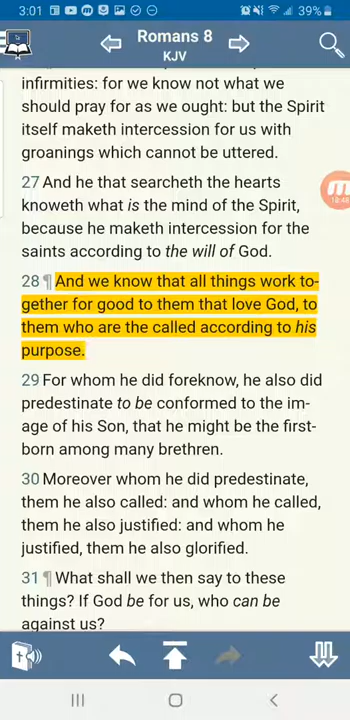 3:01
39%
Romans 8
KJV
infirmities: for we know not what we
should pray for as we ought: but the Spirit
itself maketh intercession for us with
groanings which cannot be uttered.
27 And he that searcheth the hearts
knoweth what is the mind of the Spirit,
because he maketh intercession for the
saints according to the will of God.
28 ¶ And we know that all things work to-
gether for good to them that love God, to
them who are the called according to his
purpose.
29 For whom he did foreknow, he also did
predestinate to be conformed to the im-
age of his Son, that he might be the first-
born among many brethren.
30 Moreover whom he did predestinate,
them he also called: and whom he called,
them he also justified: and whom he
justified, them he also glorified.
31 ¶ What shall we then say to these
things? If God be for us, who can be
against us?